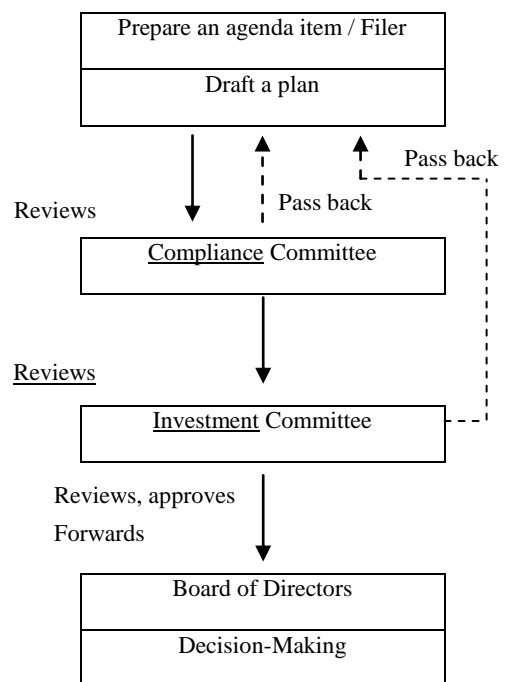 Prepare an agenda item / Filer
Draft a plan
Pass back
Pass back
Reviews
Compliance Committee
Reviews
Investment Committee
Reviews, approves
Forwards
Board of Directors
Decision-Making